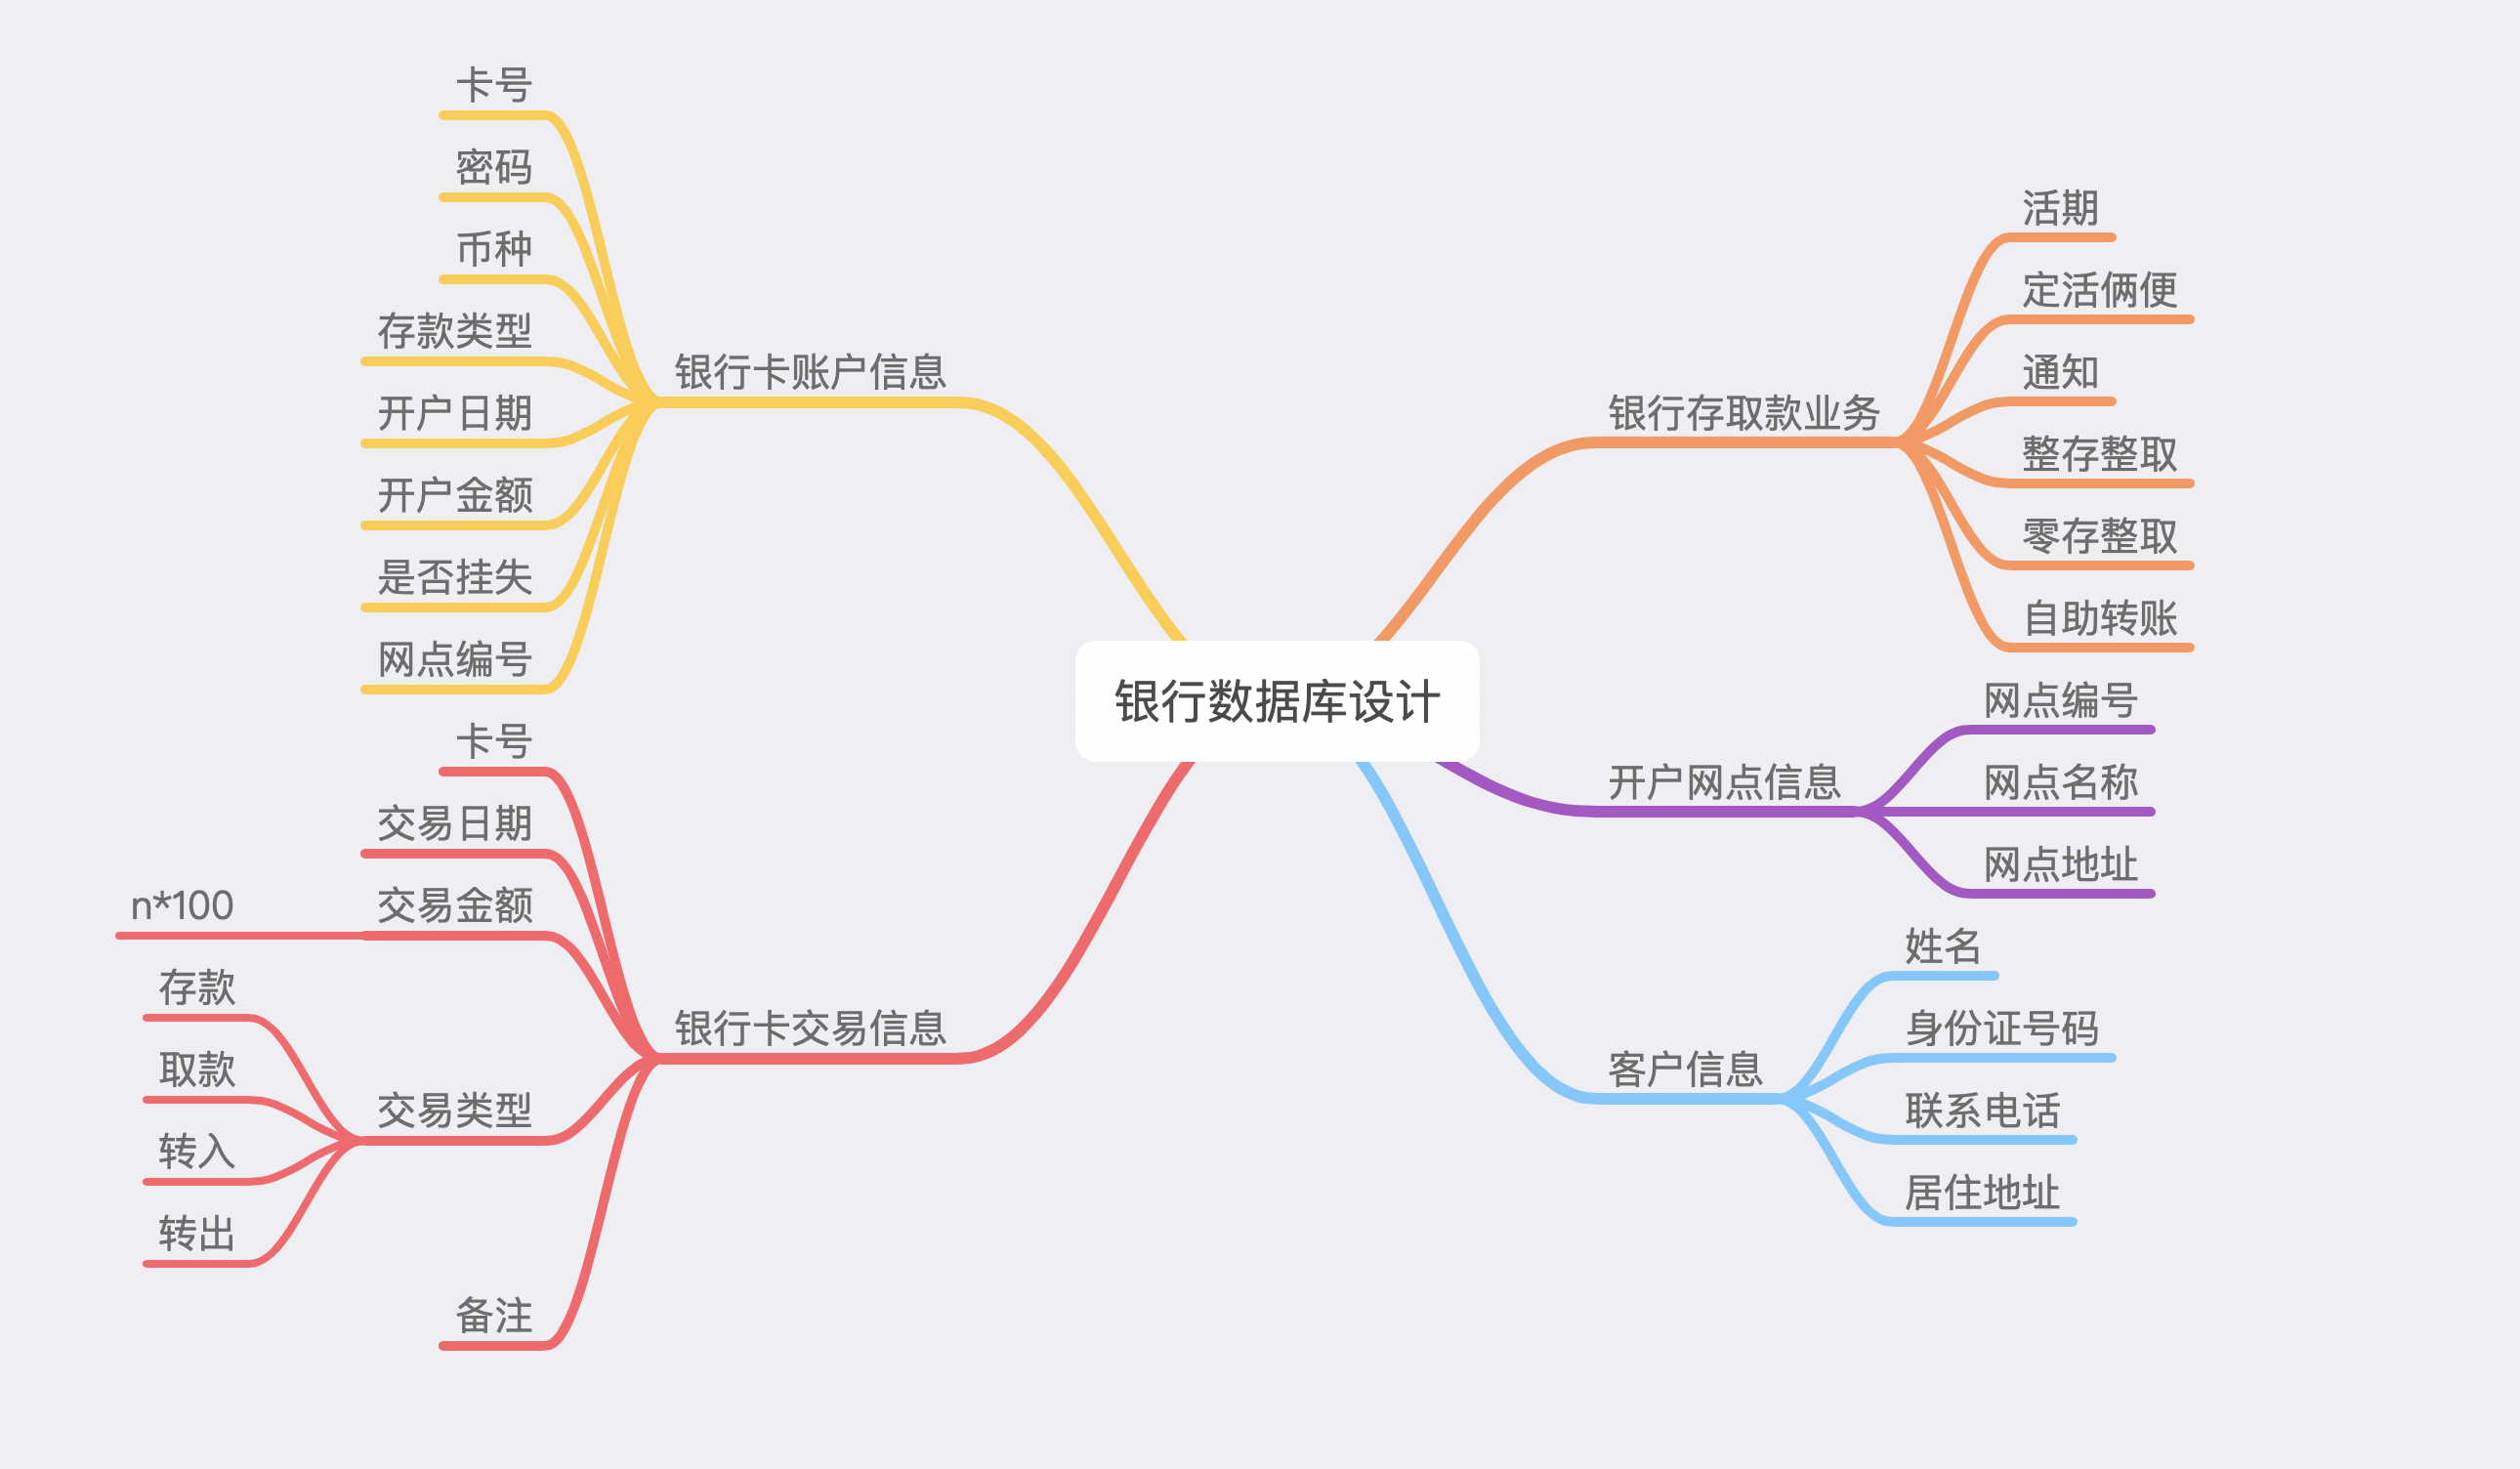 银行数据库设计
银行存取款业务
活期
定活俩便
通知
整存整取
零存整取
自助转账
开户网点信息
网点编号
网点名称
网点地址
客户信息
姓名
身份证号码
联系电话
居住地址
银行卡账户信息
卡号
密码
币种
存款类型
开户日期
开户金额
是否挂失
网点编号
银行卡交易信息
卡号
交易日期
交易金额
n*100
交易类型
存款
取款
转入
转出
备注